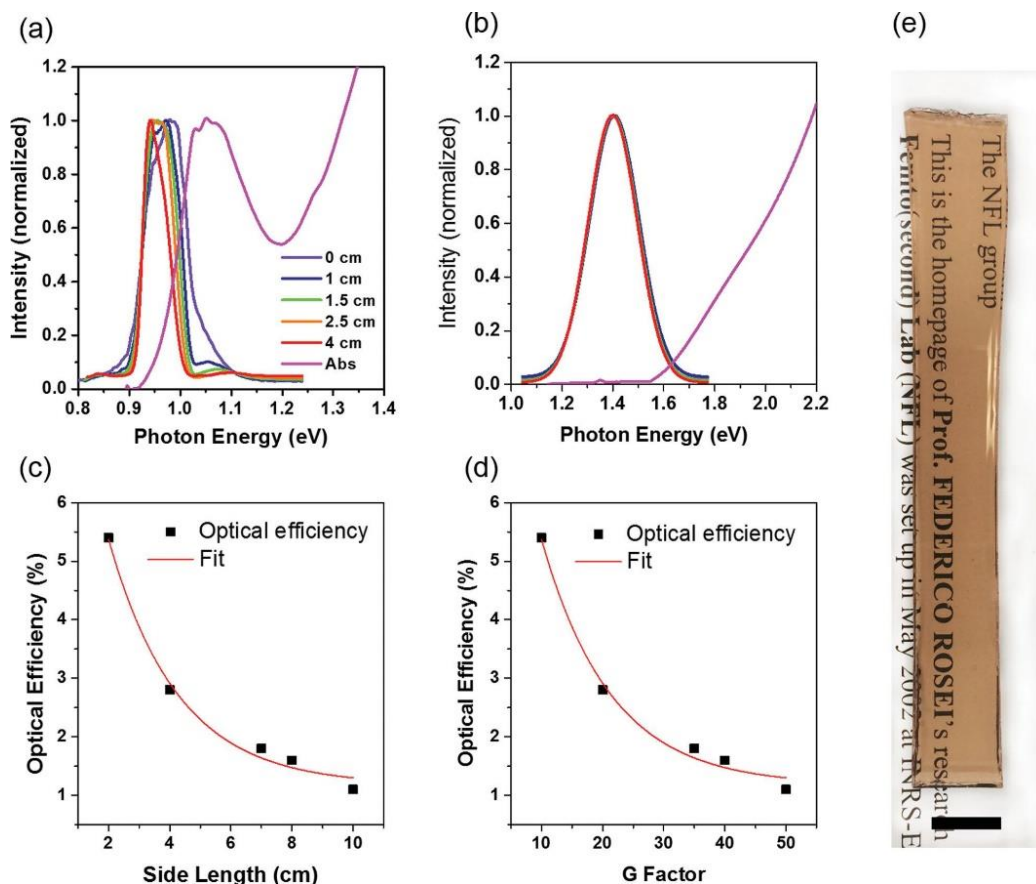 (a)
1.2
1.0
0.8
0.6
0.4
0.2
0.0
Intensity (normalized)
0 cm
1 cm
1.5 cm
2.5 cm
4 cm
Abs
0.8 0.9 1.0 1.1 1.2 1.3 1.4
Photon Energy (eV)
(b)
1.2
1.0
0.8
0.6
0.4
0.2
0.0
Intensity (normalized)
1.0 1.2 1.4 1.6 1.8 2.0 2.2
Photon Energy (eV)
(c)
6
5
4
3
2
1
Optical Efficiency (%)
Optical efficiency
Fit
2 4 6 8 10
Side Length (cm)
(d)
6
5
4
3
2
1
Optical Efficiency (%)
Optical efficiency
Fit
10 20 30 40 50
G Factor
(e)
The NFL group
This is the homepage of Prof. FEDERICO ROSEI's research
Femto(second) Lab (NFL) was set up in May 2002 at INRS-E